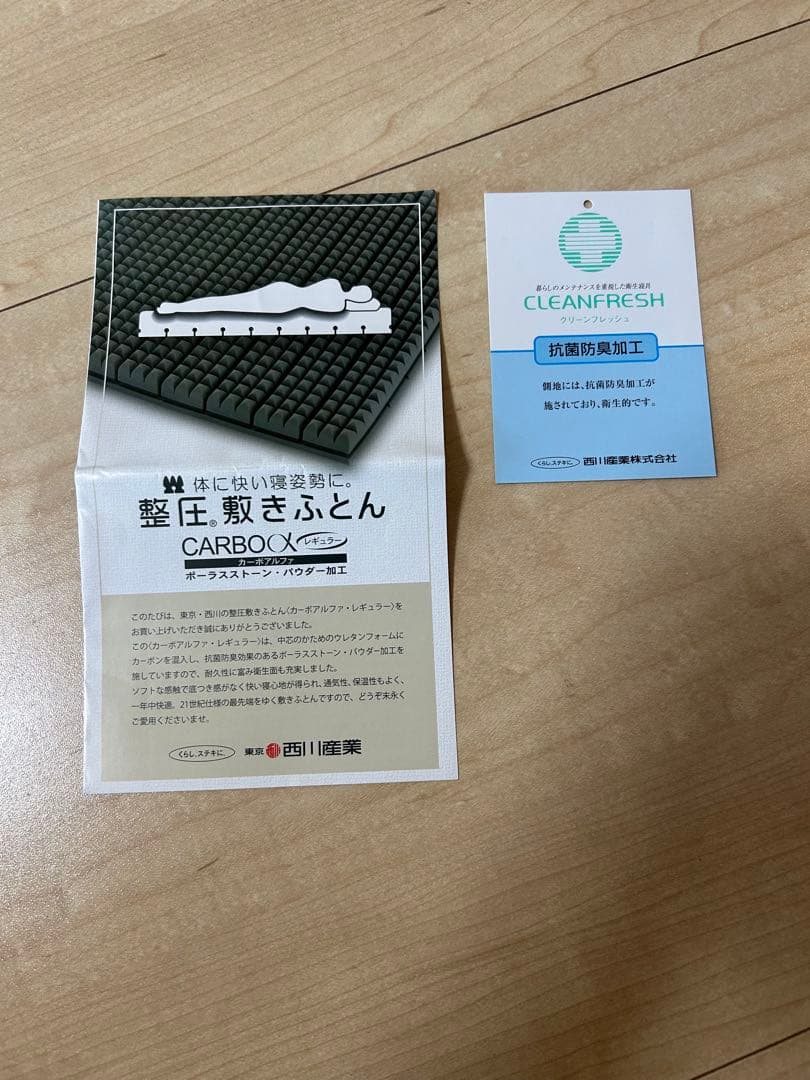 体に快い寝姿勢に。
整圧®敷きふとん
CARBOα レギュラー
カーボアルファ
ポーラスストーン・パウダー加工
このたびは、東京・西川の整圧敷きふとん〈カーボアルファ・レギュラー〉を
お買い上げいただき誠にありがとうございました。
この〈カーボアルファ・レギュラー〉は、中芯のかためのウレタンフォームに
カーボンを混入し、抗菌防臭効果のあるポーラスストーン・パウダー加工を
施していますので、耐久性に富み衛生面も充実しました。
ソフトな感触で底つき感がなく快い寝心地が得られ、通気性、保温性もよく、
一年中快適。21世紀仕様の最先端をゆく敷きふとんですので、どうぞ末永く
ご愛用くださいませ。
くらし、ステキに。 東京 西川産業
暮らしのメンテナンスを重視した衛生寝具
CLEANFRESH
クリーンフレッシュ
抗菌防臭加工
側地には、抗菌防臭加工が
施されており、衛生的です。
くらし、ステキに。 西川産業株式会社